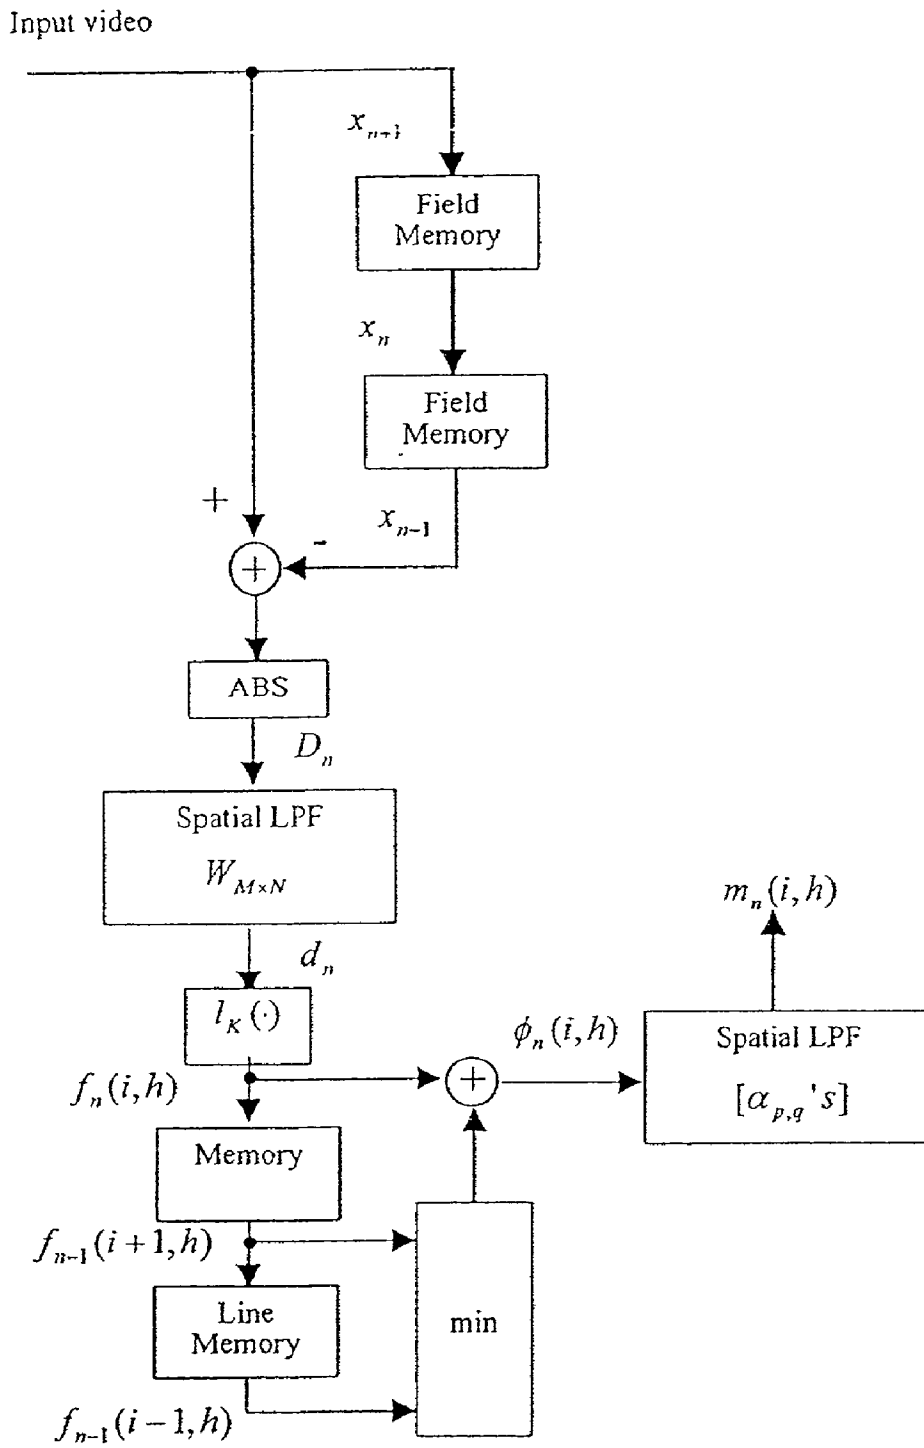 Input video
x_{n+1}
Field
Memory
x_n
Field
Memory
+
x_{n-1}
-
+
ABS
D_n
Spatial LPF
W_{M×N}
d_n
l_K(·)
m_n(i,h)
f_n(i,h)
+
ϕ_n(i,h)
Spatial LPF
[α_{p,q}'s]
Memory
f_{n-1}(i+1,h)
Line
Memory
min
f_{n-1}(i-1,h)